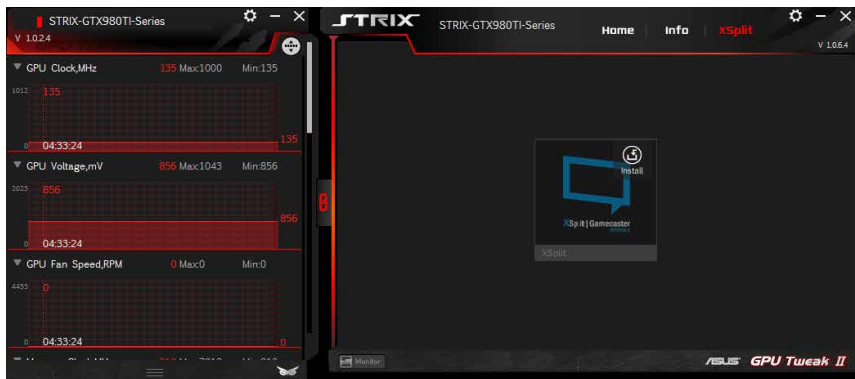 STRIX-GTX980TI-Series
V 1.0.2.4
GPU Clock,MHz 135 Max:1000 Min:135
1012 135
135
0 04:33:24
GPU Voltage,mV 856 Max:1043 Min:856
2025 856
856
0 04:33:24
GPU Fan Speed,RPM 0 Max:0 Min:0
4455 0
0 04:33:24 0
STRIX STRIX-GTX980TI-Series Home Info XSplit
V 1.0.6.4
Install
XSplit | Gamecaster
XSplit
Monitor
ASUS GPU Tweak II